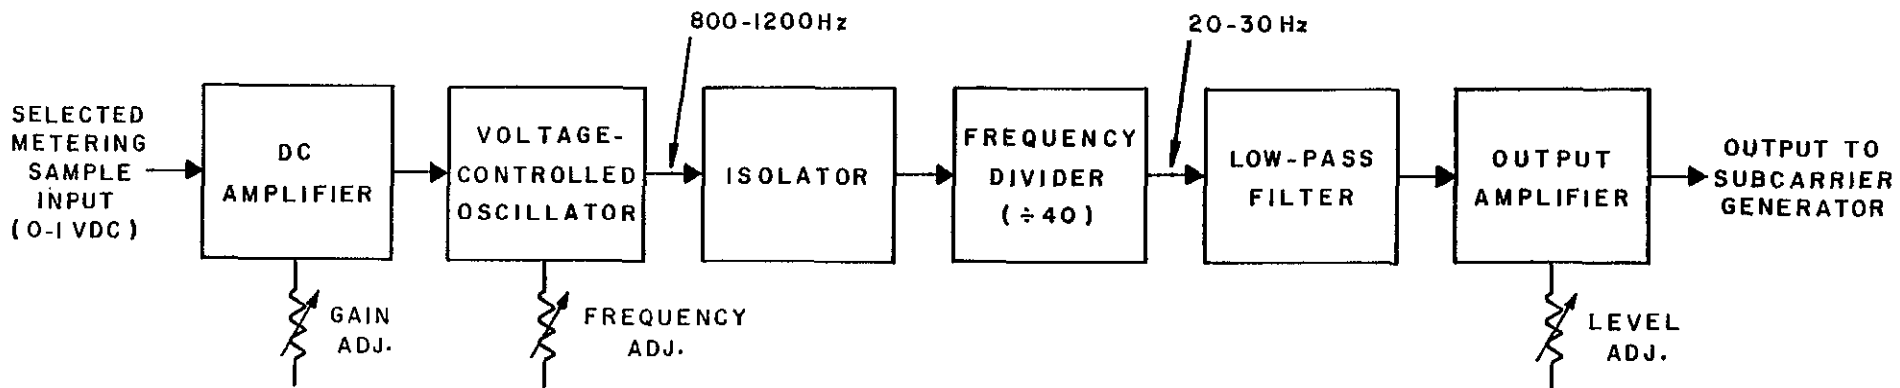 800-1200Hz
20-30Hz
SELECTED
METERING
SAMPLE
INPUT
(0-1 VDC)
DC
AMPLIFIER
VOLTAGE-
CONTROLLED
OSCILLATOR
ISOLATOR
FREQUENCY
DIVIDER
(÷40)
LOW-PASS
FILTER
OUTPUT
AMPLIFIER
OUTPUT TO
SUBCARRIER
GENERATOR
GAIN
ADJ.
FREQUENCY
ADJ.
LEVEL
ADJ.